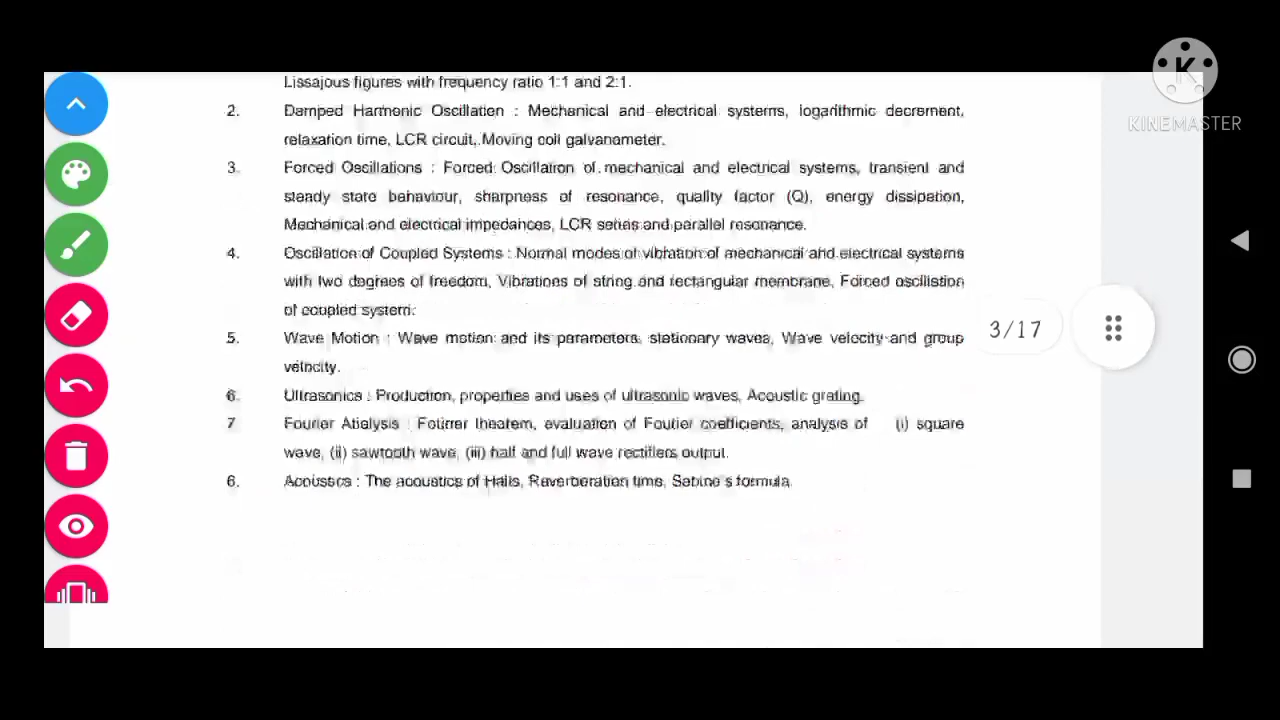 Lissajous figures with frequency ratio 1:1 and 2:1.
2. Damped Harmonic Oscillation : Mechanical and electrical systems, logarithmic decrement,
relaxation time, LCR circuit, Moving coil galvanometer.
3. Forced Oscillations : Forced Oscillation of mechanical and electrical systems, transient and
steady state behaviour, sharpness of resonance, quality factor (Q), energy dissipation,
Mechanical and electrical impedances, LCR series and parallel resonance.
4. Oscillation of Coupled Systems : Normal modes of vibration of mechanical and electrical systems
with two degrees of freedom, Vibrations of string and rectangular membrane, Forced oscillation
of coupled system.
5. Wave Motion : Wave motion and its parameters, stationary waves, Wave velocity and group
velocity.
6. Ultrasonics : Production, properties and uses of ultrasonic waves, Acoustic grating.
7 Fourier Analysis : Fourier theorem, evaluation of Fourier coefficients, analysis of (i) square
wave, (ii) sawtooth wave, (iii) half and full wave rectifiers output.
6. Acoustics : The acoustics of Halls, Reverberation time, Sabine's formula.
3/17
K
KINEMASTER